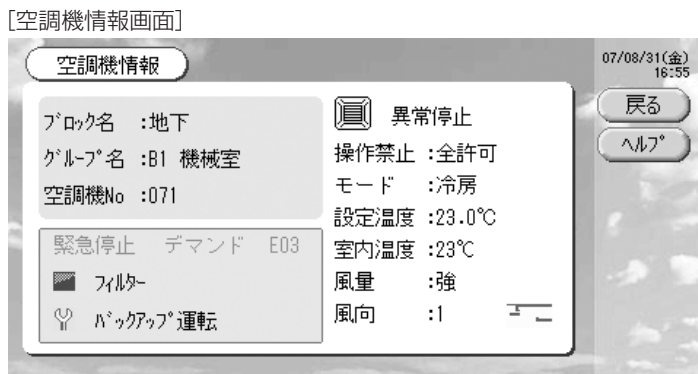 [空調機情報画面]
空調機情報
07/08/31(金)
16:55
戻る
ﾍﾙﾌﾟ
ﾌﾞﾛｯｸ名 :地下
ｸﾞﾙｰﾌﾟ名 :B1 機械室
空調機No :071
緊急停止 デマンド E03
ﾌｨﾙﾀｰ
ﾊﾞｯｸｱｯﾌﾟ運転
異常停止
操作禁止 :全許可
モード :冷房
設定温度 :23.0℃
室内温度 :23℃
風量 :強
風向 :1